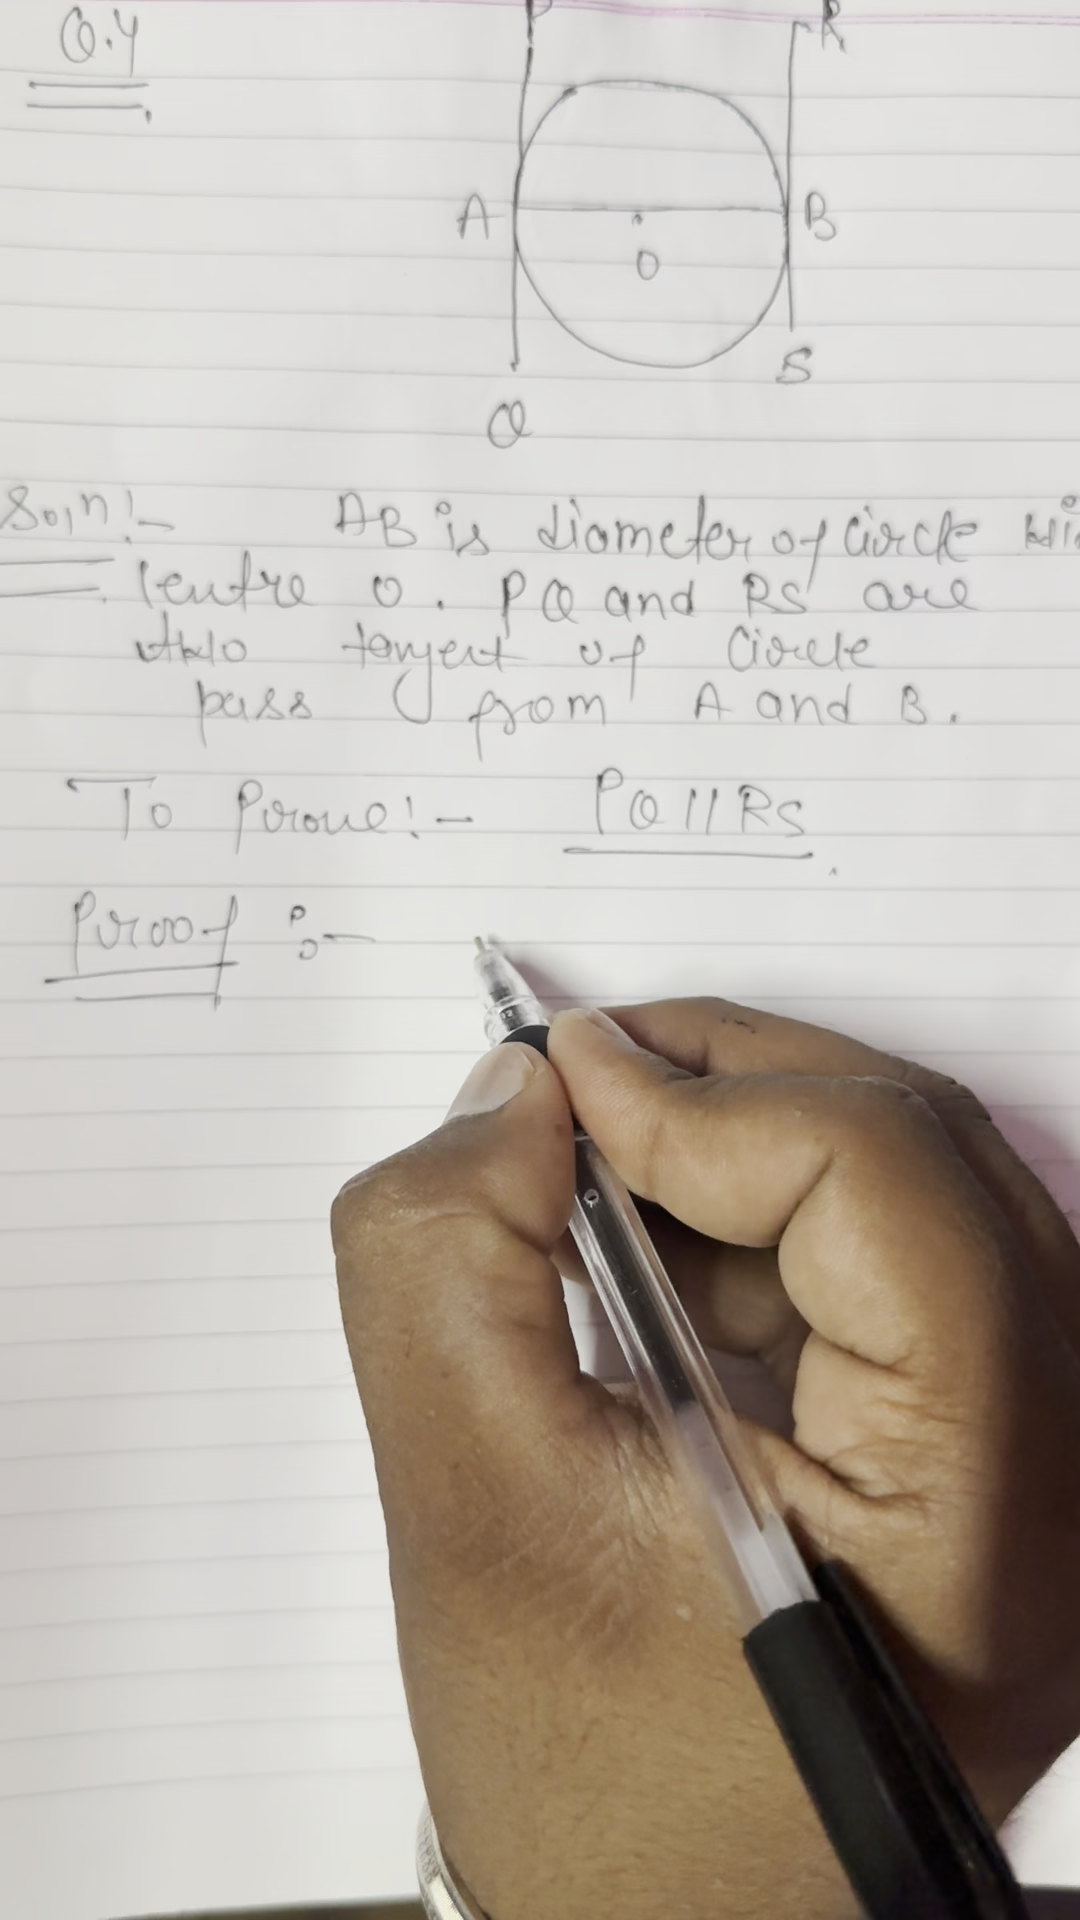 Q.4
P
R
A
B
O
S
Q
Soln!-
AB is diameter of circle
centre O. PQ and RS are
two tangent of circle
pass from A and B.
To Prove!-
PQ || RS
Proof :-